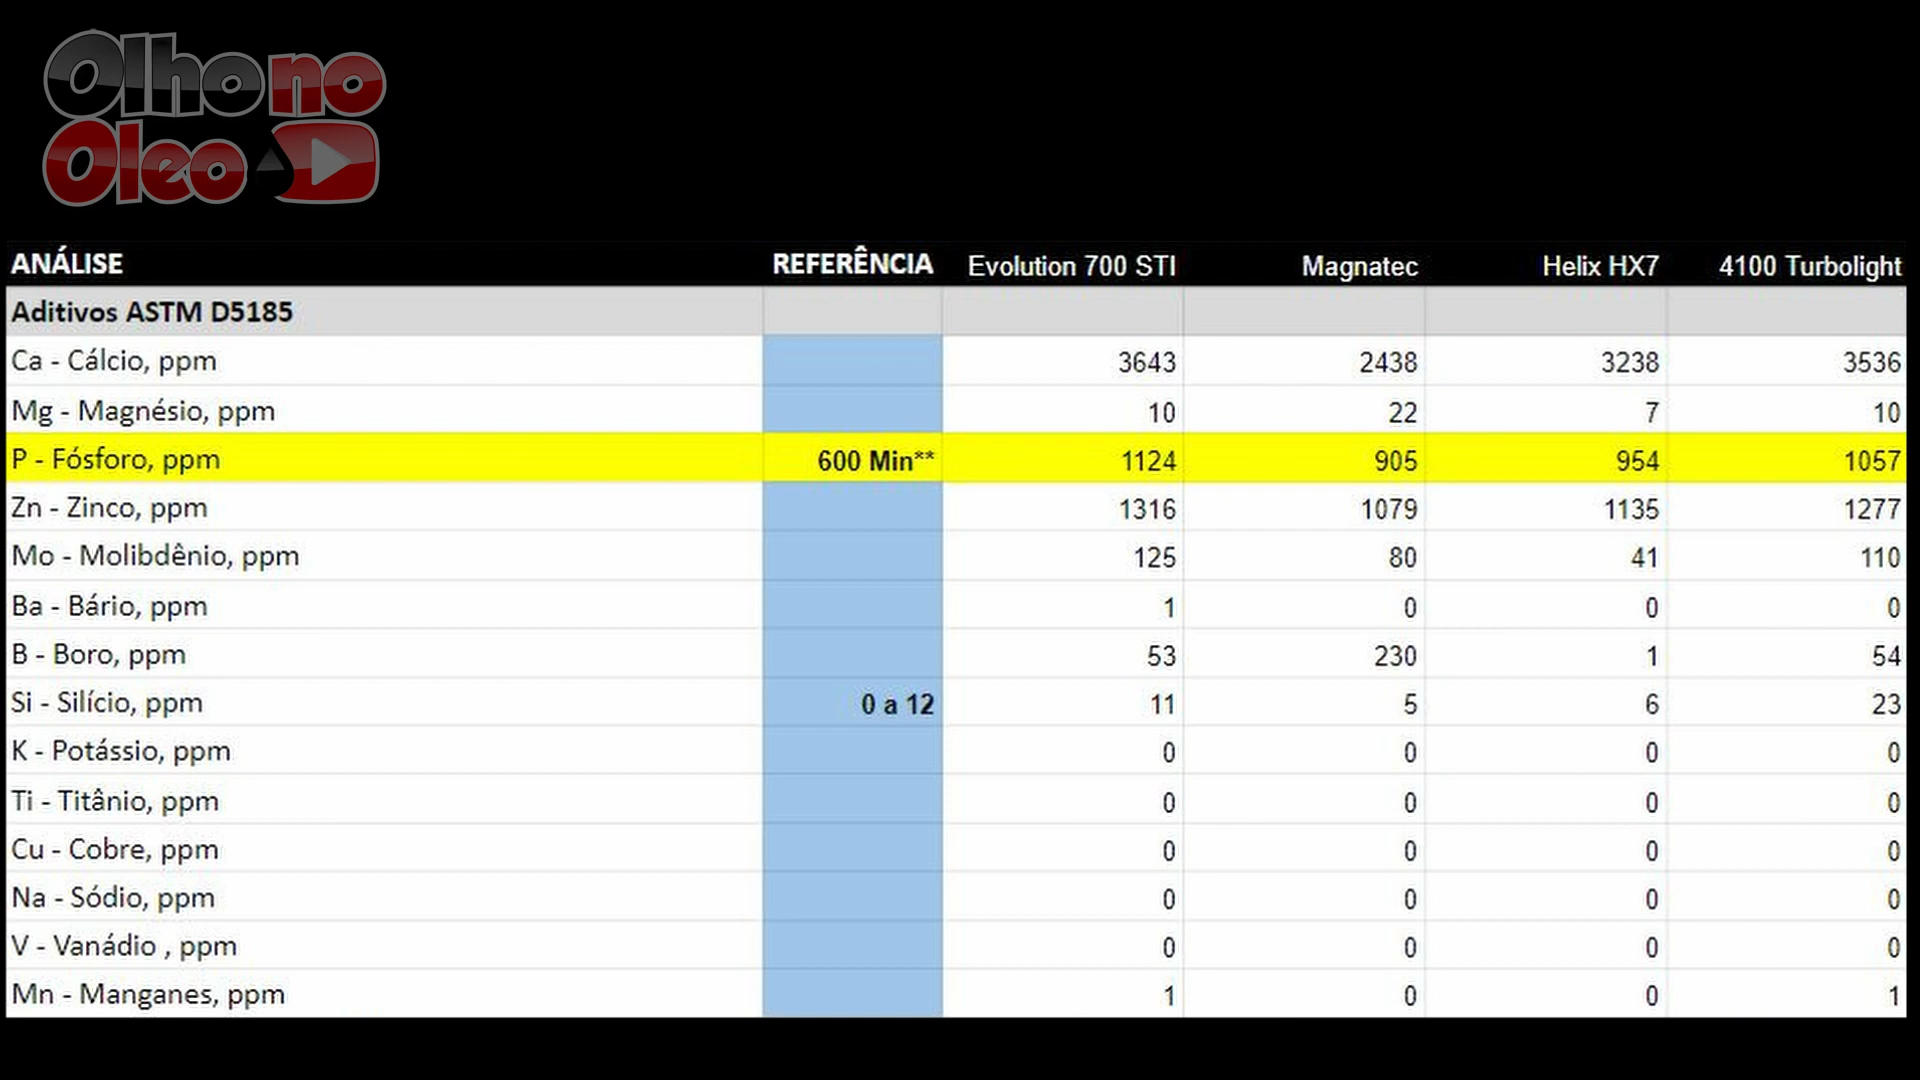 Olhono
Oleo
ANÁLISE REFERÊNCIA Evolution 700 STI Magnatec Helix HX7 4100 Turbolight
Aditivos ASTM D5185
Ca - Cálcio, ppm 3643 2438 3238 3536
Mg - Magnésio, ppm 10 22 7 10
P - Fósforo, ppm 600 Min** 1124 905 954 1057
Zn - Zinco, ppm 1316 1079 1135 1277
Mo - Molibdênio, ppm 125 80 41 110
Ba - Bário, ppm 1 0 0 0
B - Boro, ppm 53 230 1 54
Si - Silício, ppm 0 a 12 11 5 6 23
K - Potássio, ppm 0 0 0 0
Ti - Titânio, ppm 0 0 0 0
Cu - Cobre, ppm 0 0 0 0
Na - Sódio, ppm 0 0 0 0
V - Vanádio , ppm 0 0 0 0
Mn - Manganes, ppm 1 0 0 1